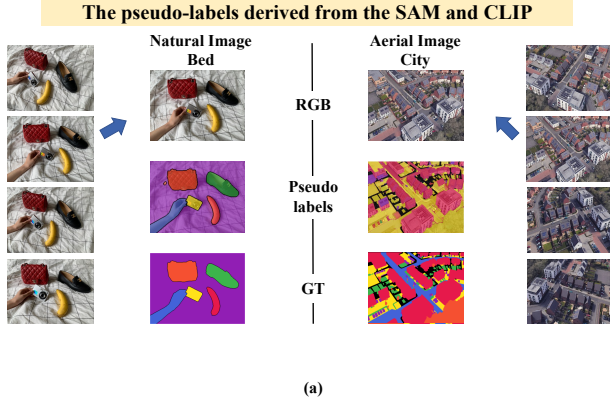 The pseudo-labels derived from the SAM and CLIP
Natural Image
Bed
Aerial Image
City
RGB
Pseudo
labels
GT
(a)